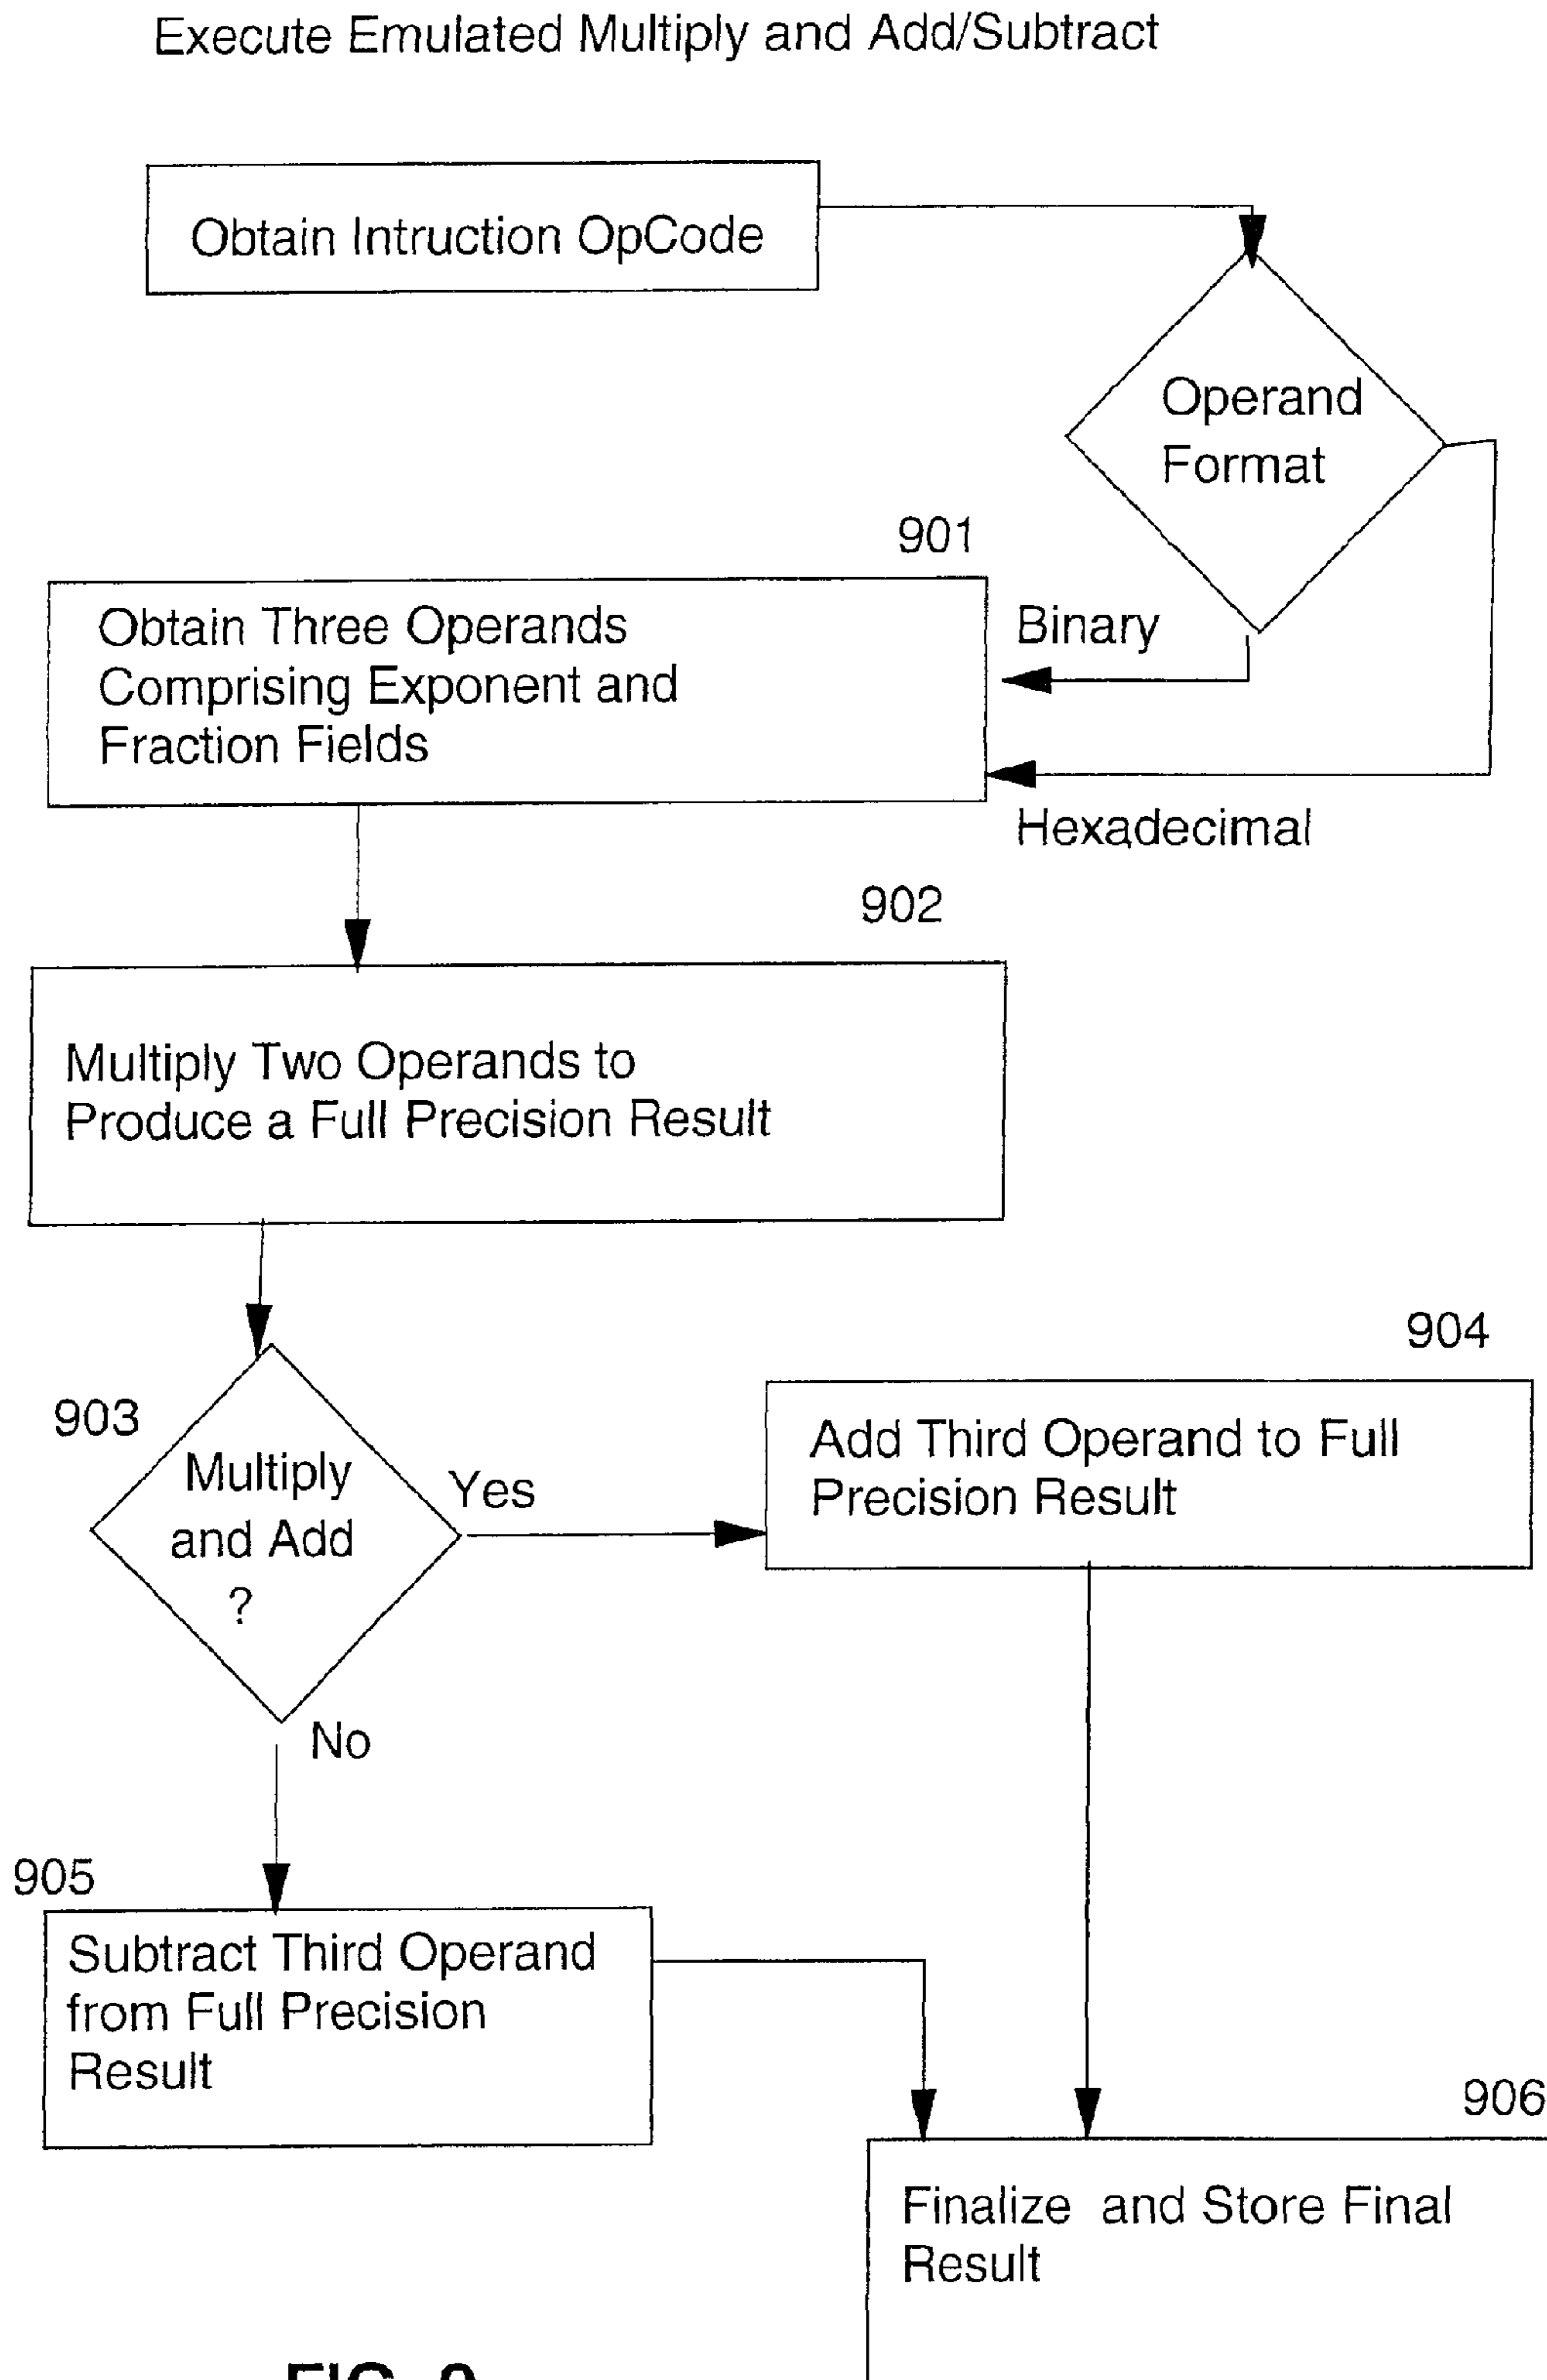 Execute Emulated Multiply and Add/Subtract
Obtain Intruction OpCode
Operand
Format
901
Obtain Three Operands
Comprising Exponent and
Fraction Fields
Binary
Hexadecimal
902
Multiply Two Operands to
Produce a Full Precision Result
903
Multiply
and Add
?
Yes
904
Add Third Operand to Full
Precision Result
No
905
Subtract Third Operand
from Full Precision
Result
906
Finalize and Store Final
Result
FIG.